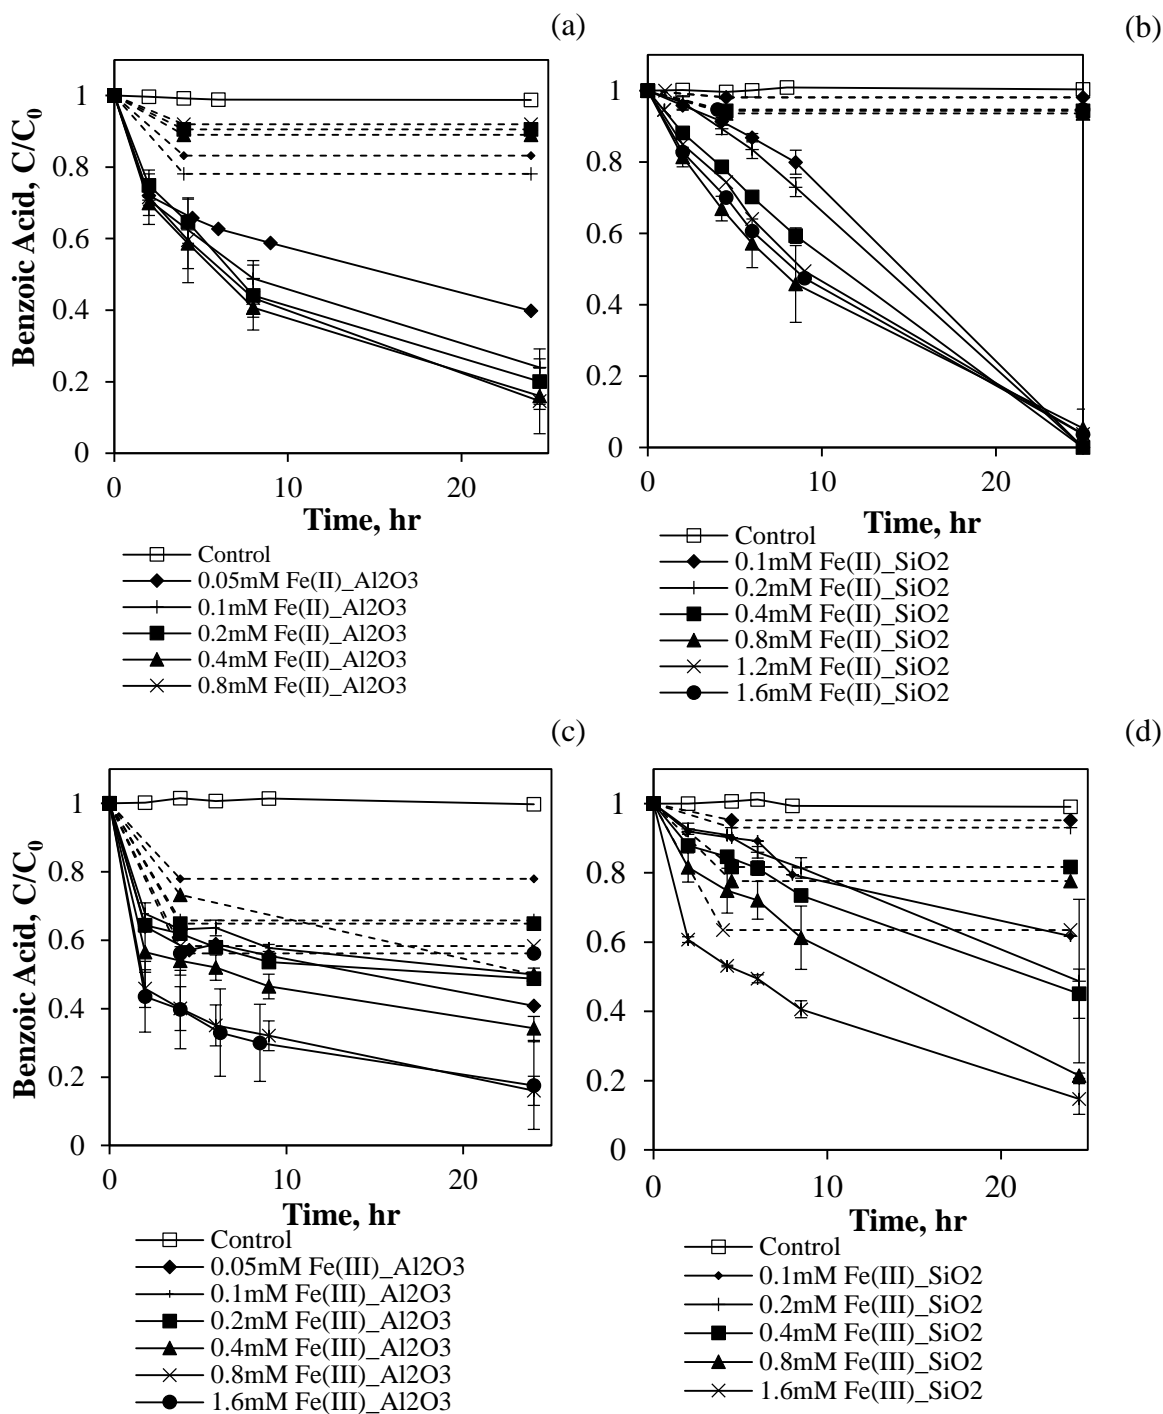 (a)
1
0.8
0.6
0.4
0.2
0
Benzoic Acid, C/C0
0 10 20
Time, hr
Control
0.05mM Fe(II)_Al2O3
0.1mM Fe(II)_Al2O3
0.2mM Fe(II)_Al2O3
0.4mM Fe(II)_Al2O3
0.8mM Fe(II)_Al2O3
(b)
1
0.8
0.6
0.4
0.2
0
0 10 20
Time, hr
Control
0.1mM Fe(II)_SiO2
0.2mM Fe(II)_SiO2
0.4mM Fe(II)_SiO2
0.8mM Fe(II)_SiO2
1.2mM Fe(II)_SiO2
1.6mM Fe(II)_SiO2
(c)
1
0.8
0.6
0.4
0.2
0
Benzoic Acid, C/C0
0 10 20
Time, hr
Control
0.05mM Fe(III)_Al2O3
0.1mM Fe(III)_Al2O3
0.2mM Fe(III)_Al2O3
0.4mM Fe(III)_Al2O3
0.8mM Fe(III)_Al2O3
1.6mM Fe(III)_Al2O3
(d)
1
0.8
0.6
0.4
0.2
0
0 10 20
Time, hr
Control
0.1mM Fe(III)_SiO2
0.2mM Fe(III)_SiO2
0.4mM Fe(III)_SiO2
0.8mM Fe(III)_SiO2
1.6mM Fe(III)_SiO2